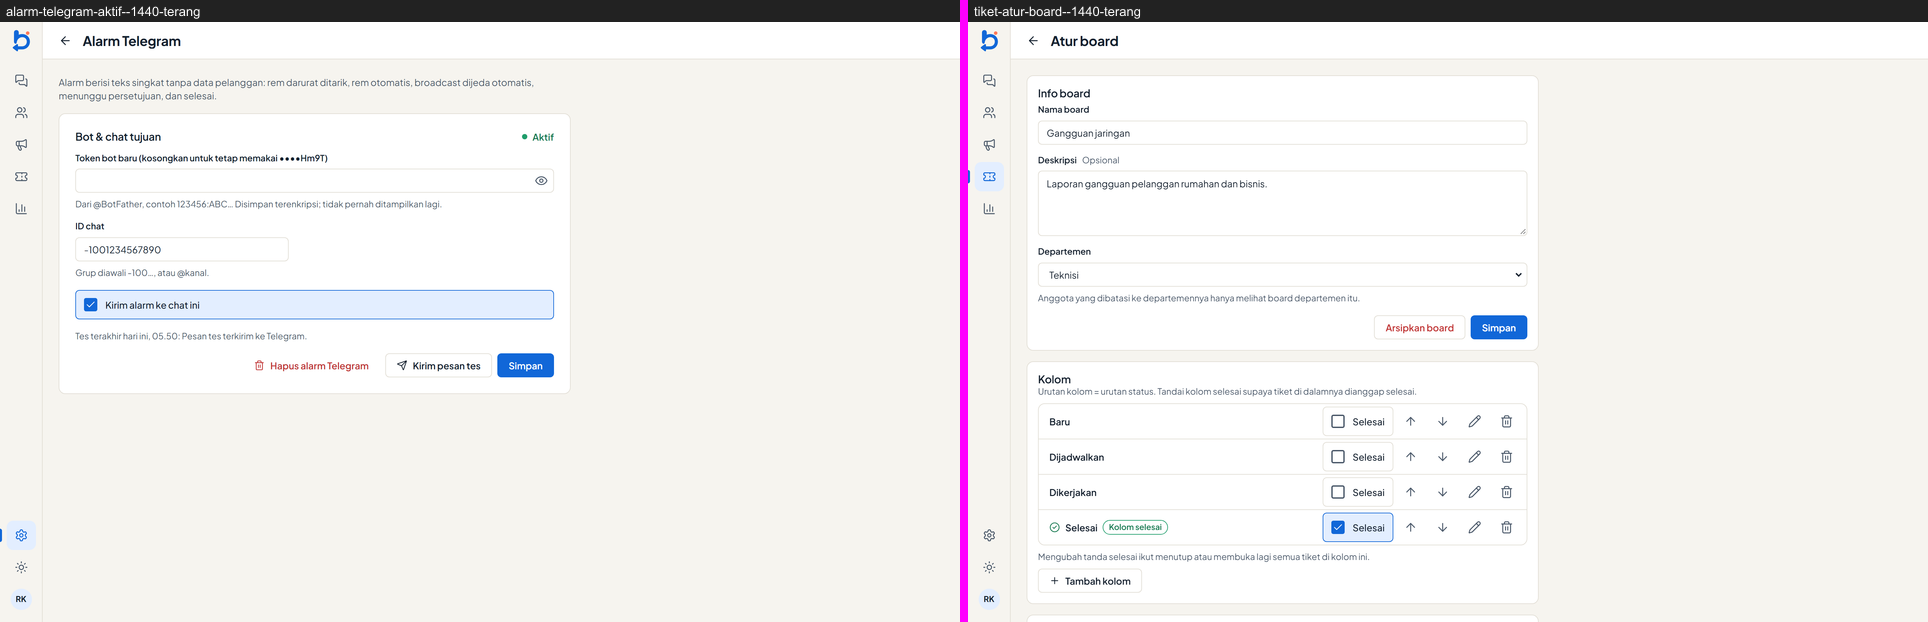 alarm-telegram-aktif--1440-terang
Alarm Telegram
Alarm berisi teks singkat tanpa data pelanggan: rem darurat ditarik, rem otomatis, broadcast dijeda otomatis,
menunggu persetujuan, dan selesai.
Bot & chat tujuan
Aktif
Token bot baru (kosongkan untuk tetap memakai ••••Hm9T)
Dari @BotFather, contoh 123456:ABC... Disimpan terenkripsi; tidak pernah ditampilkan lagi.
ID chat
-1001234567890
Grup diawali -100..., atau @kanal.
Kirim alarm ke chat ini
Tes terakhir hari ini, 05.50: Pesan tes terkirim ke Telegram.
Hapus alarm Telegram
Kirim pesan tes
Simpan
RK
tiket-atur-board--1440-terang
Atur board
Info board
Nama board
Gangguan jaringan
Deskripsi Opsional
Laporan gangguan pelanggan rumahan dan bisnis.
Departemen
Teknisi
Anggota yang dibatasi ke departemennya hanya melihat board departemen itu.
Arsipkan board
Simpan
Kolom
Urutan kolom = urutan status. Tandai kolom selesai supaya tiket di dalamnya dianggap selesai.
Baru
Selesai
Dijadwalkan
Selesai
Dikerjakan
Selesai
Selesai
Kolom selesai
Selesai
Mengubah tanda selesai ikut menutup atau membuka lagi semua tiket di kolom ini.
+ Tambah kolom
RK